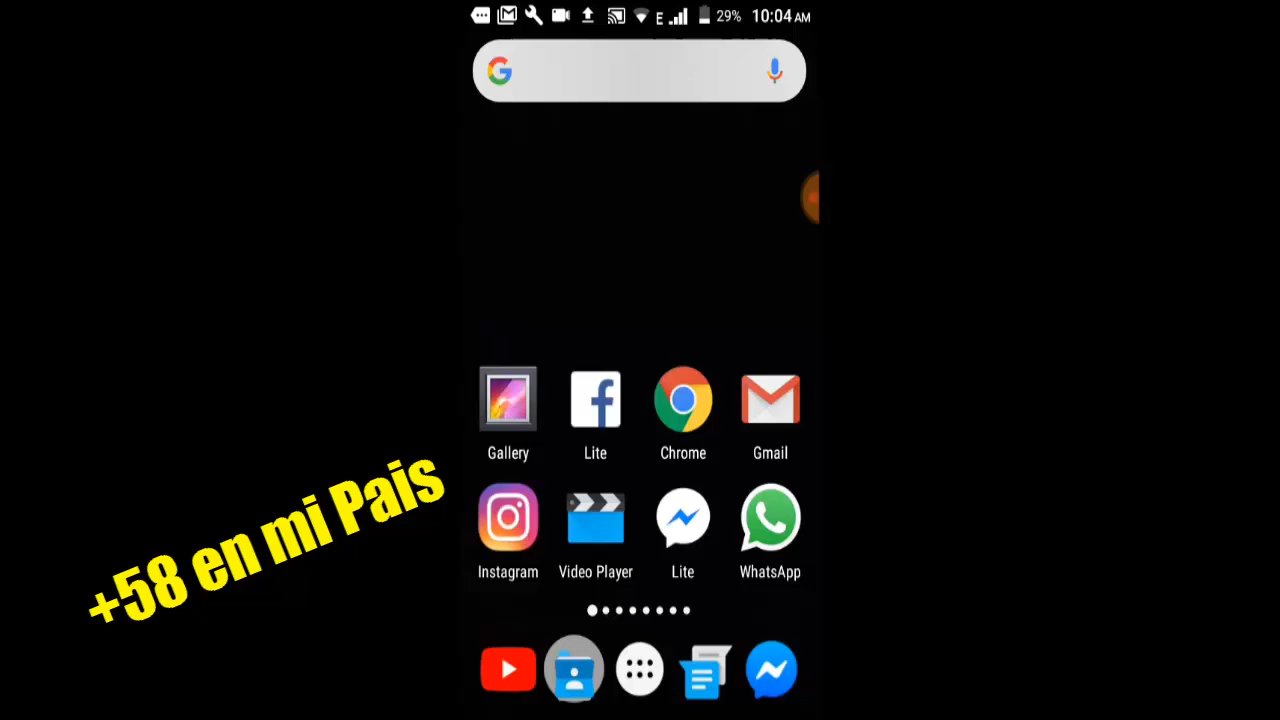 E 29% 10:04 AM
Gallery Lite Chrome Gmail
Instagram Video Player Lite WhatsApp
+58 en mi Pais